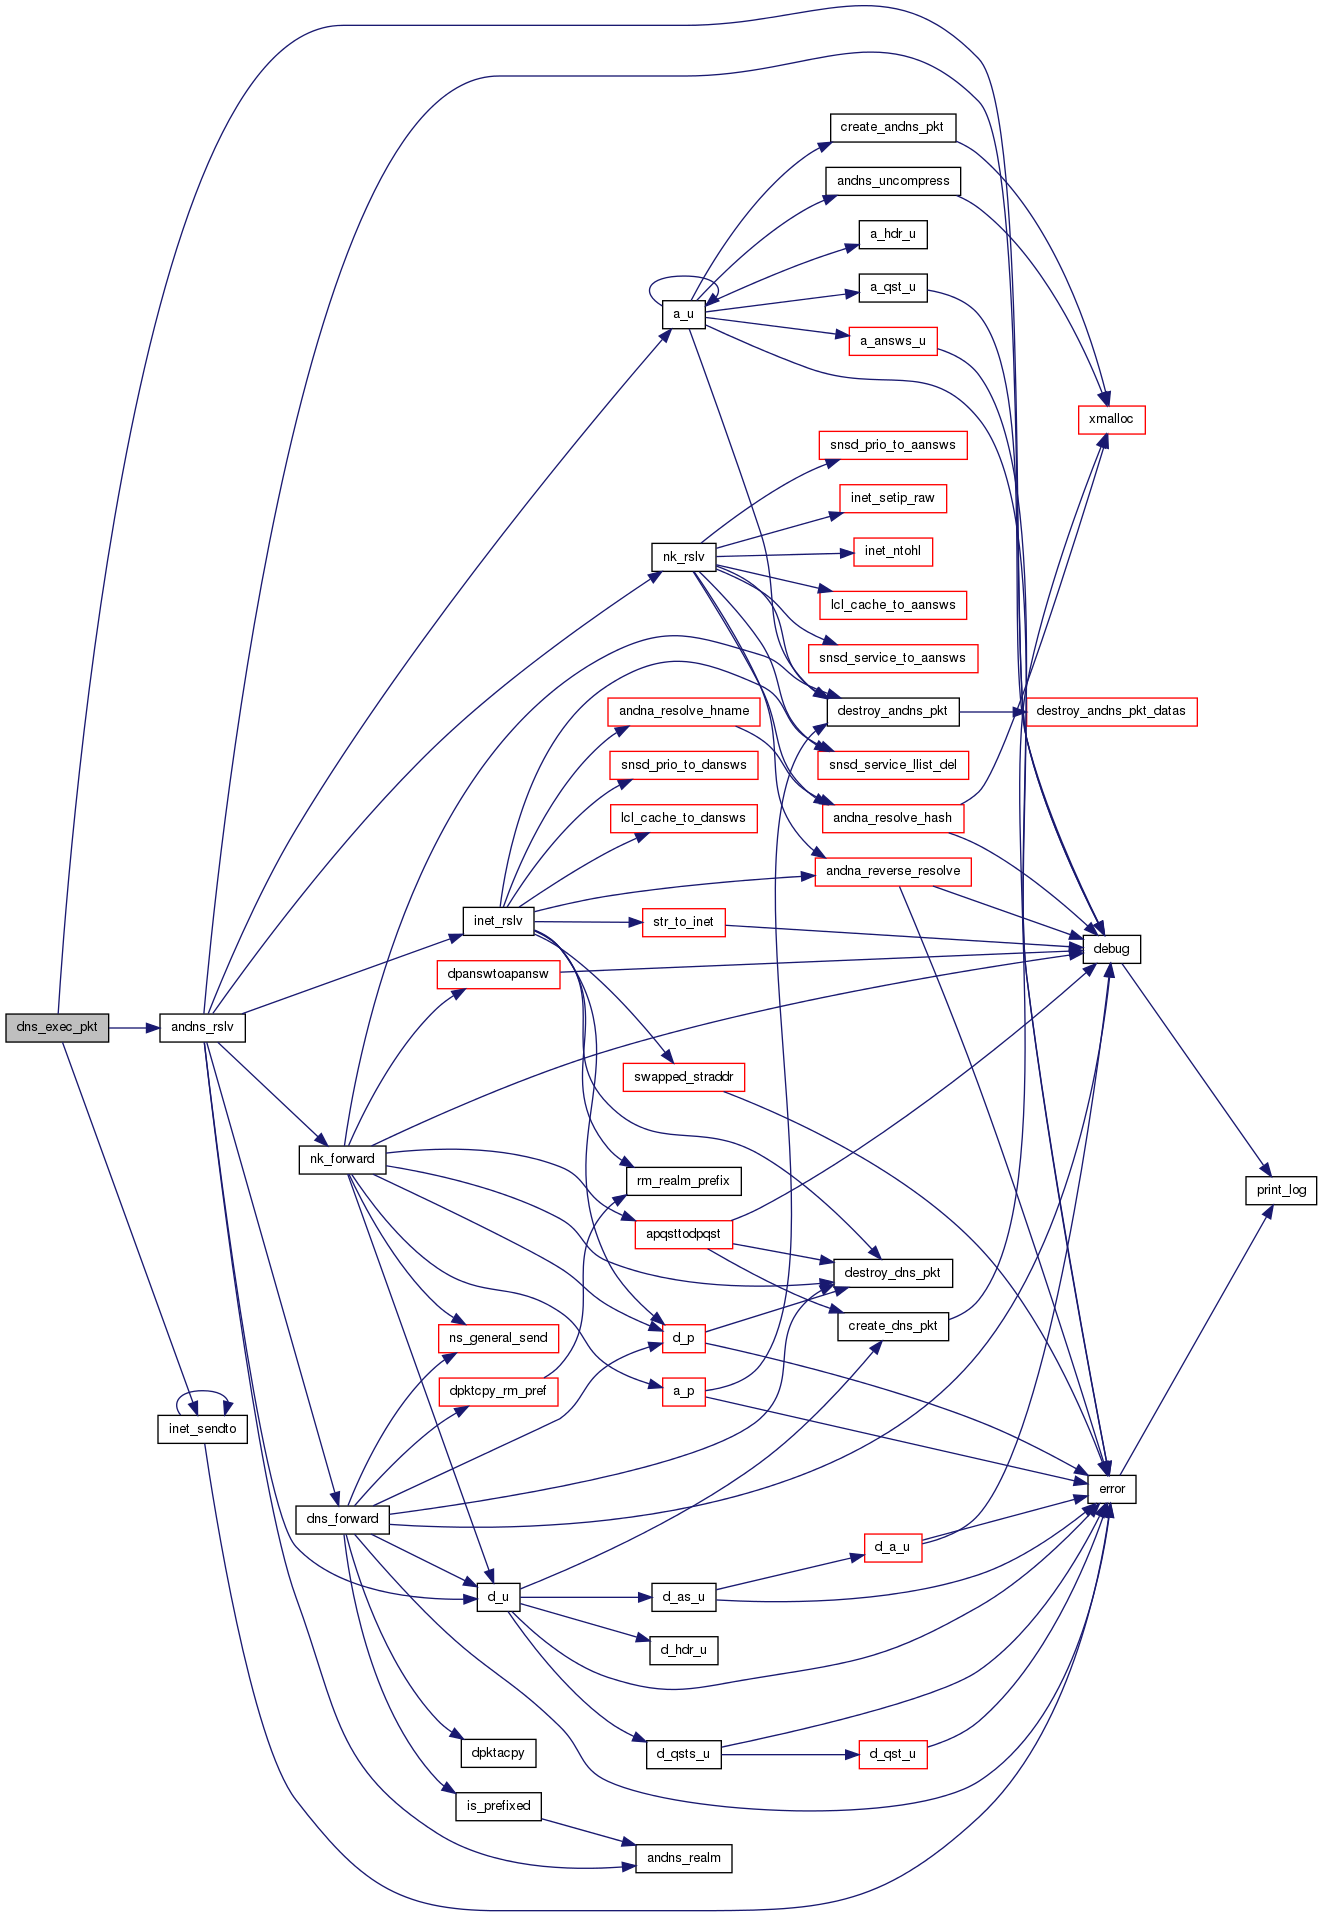 create_andns_pkt
andns_uncompress
a_hdr_u
a_qst_u
a_u
a_answs_u
xmalloc
snsd_prio_to_aansws
inet_setip_raw
nk_rslv
inet_ntohl
lcl_cache_to_aansws
snsd_service_to_aansws
andna_resolve_hname
destroy_andns_pkt
destroy_andns_pkt_datas
snsd_prio_to_dansws
snsd_service_llist_del
lcl_cache_to_dansws
andna_resolve_hash
andna_reverse_resolve
inet_rslv
str_to_inet
debug
dpanswtoapansw
dns_exec_pkt
andns_rslv
swapped_straddr
nk_forward
rm_realm_prefix
print_log
apqsttodpqst
destroy_dns_pkt
create_dns_pkt
ns_general_send
d_p
dpktcpy_rm_pref
a_p
inet_sendto
error
dns_forward
d_a_u
d_u
d_as_u
d_hdr_u
dpktacpy
d_qsts_u
d_qst_u
is_prefixed
andns_realm